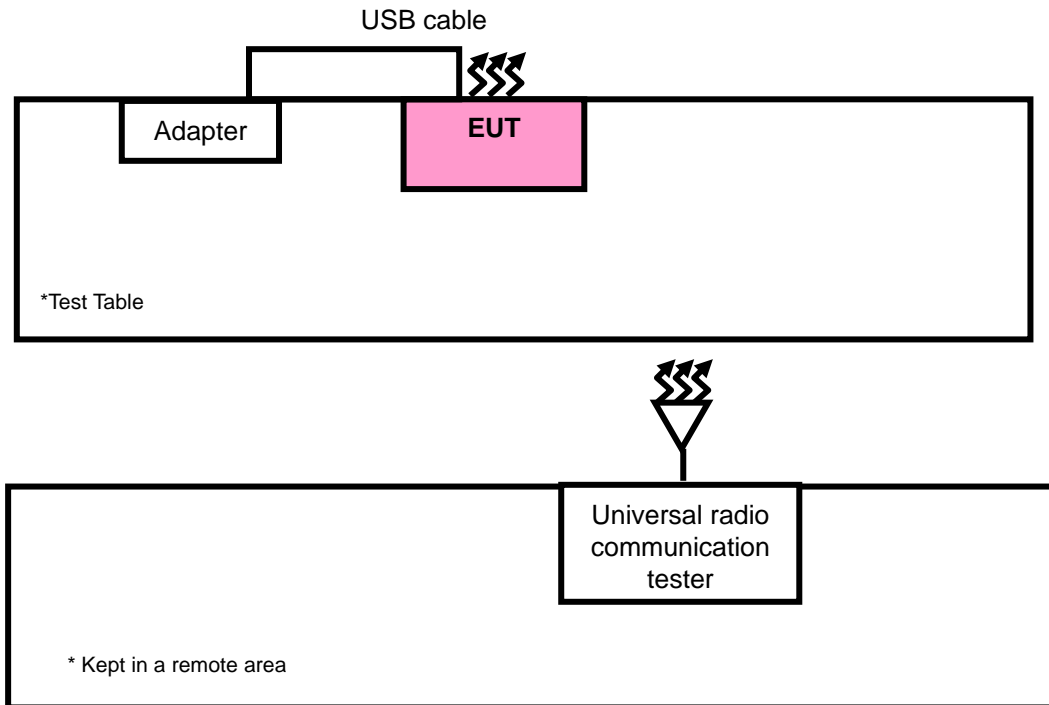 USB cable
Adapter
EUT
*Test Table
Universal radio
communication
tester
* Kept in a remote area